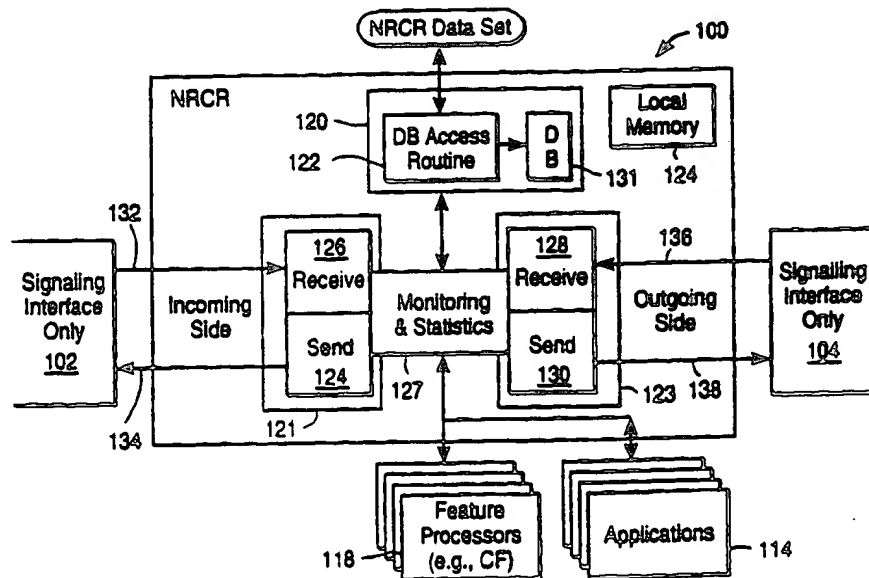 NRCR Data Set
100
NRCR
120
122
DB Access
Routine
D
B
131
Local
Memory
124
132
126
Receive
128
Receive
136
Signaling
Interface
Only
102
Incoming
Side
Monitoring
& Statistics
Outgoing
Side
Signalling
Interface
Only
104
Send
124
Send
130
134
121
127
123
138
118
Feature
Processors
(e.g., CF)
Applications
114